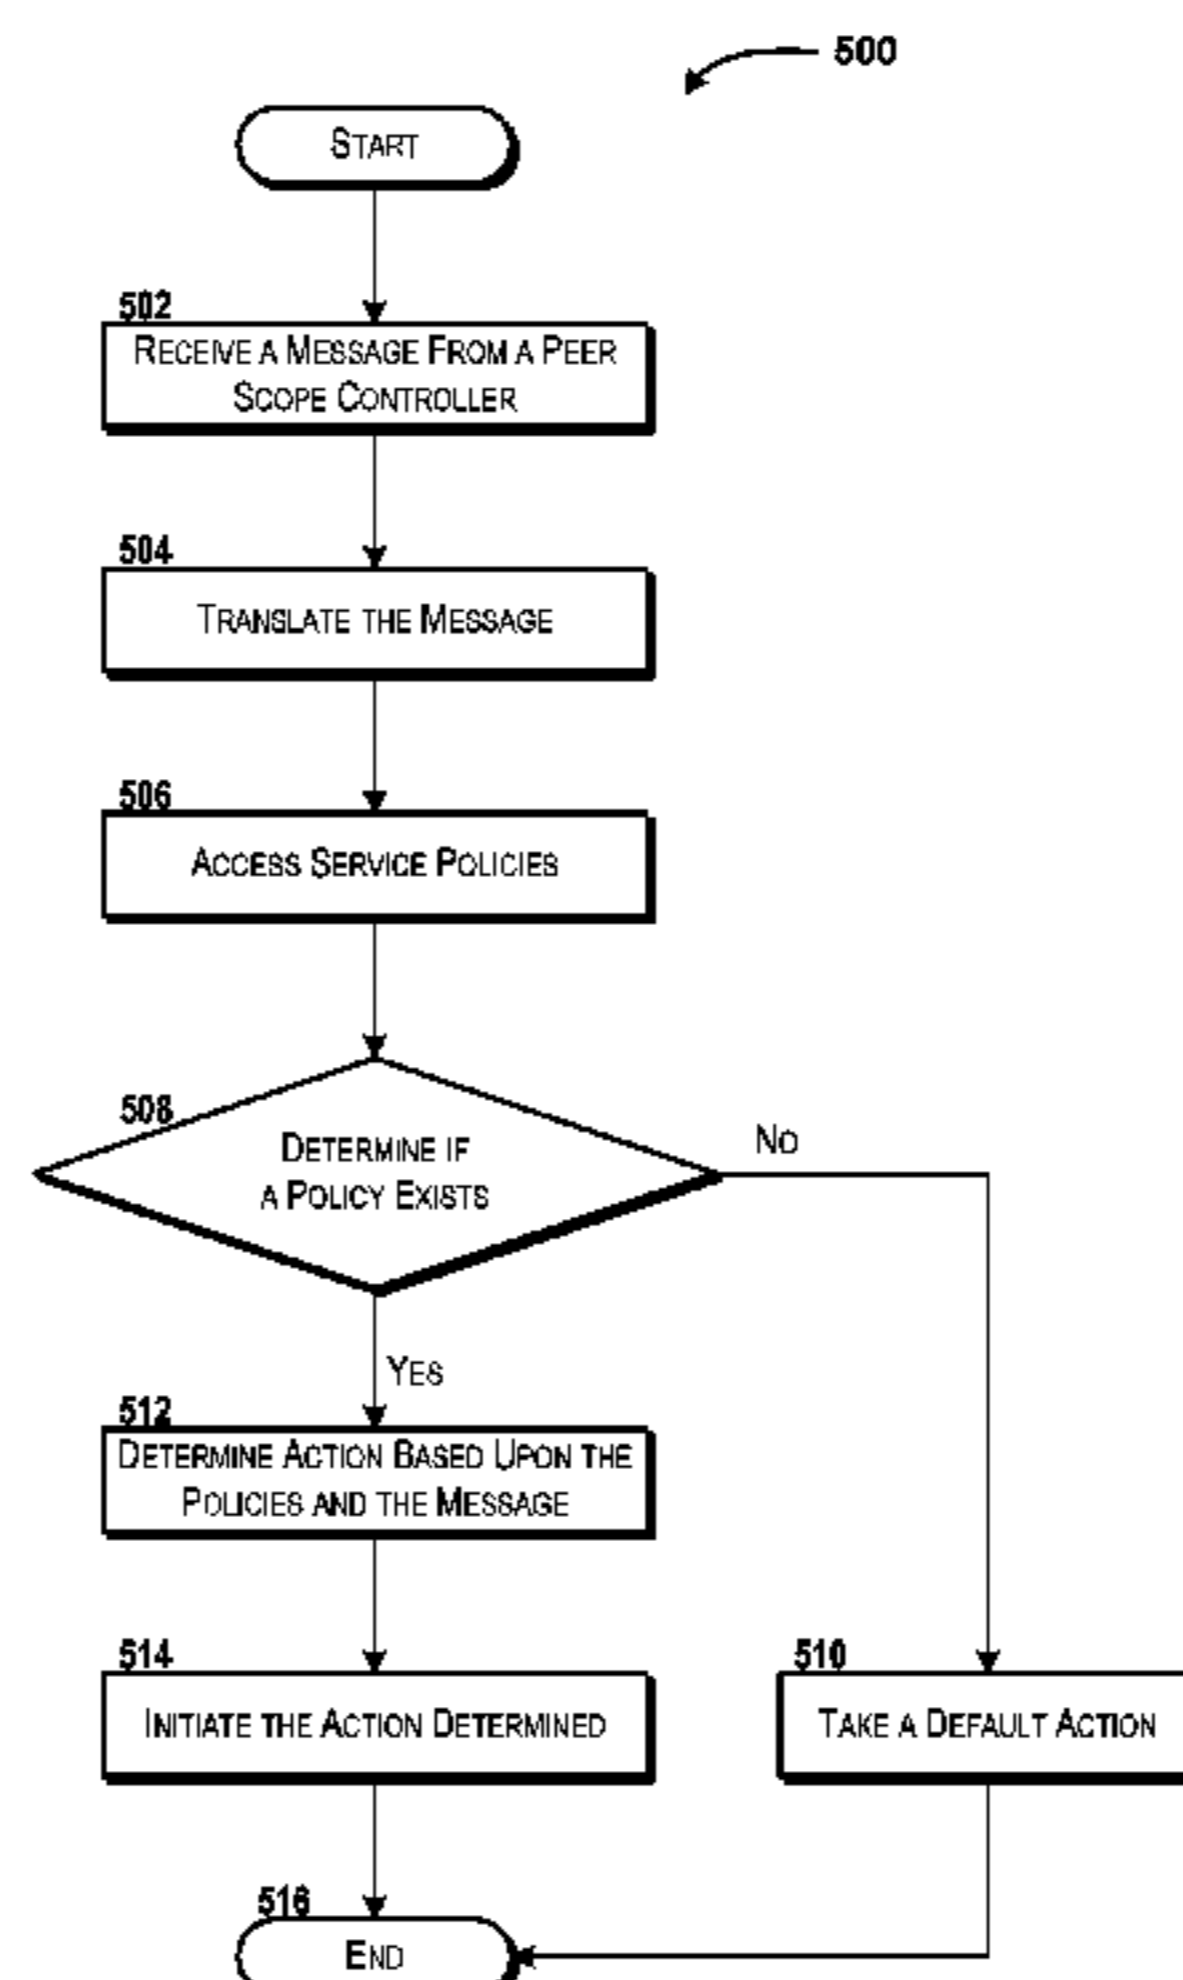 500
START
502
RECEIVE A MESSAGE FROM A PEER
SCOPE CONTROLLER
504
TRANSLATE THE MESSAGE
506
ACCESS SERVICE POLICIES
508
DETERMINE IF
A POLICY EXISTS
NO
YES
512
DETERMINE ACTION BASED UPON THE
POLICIES AND THE MESSAGE
514
INITIATE THE ACTION DETERMINED
510
TAKE A DEFAULT ACTION
516
END